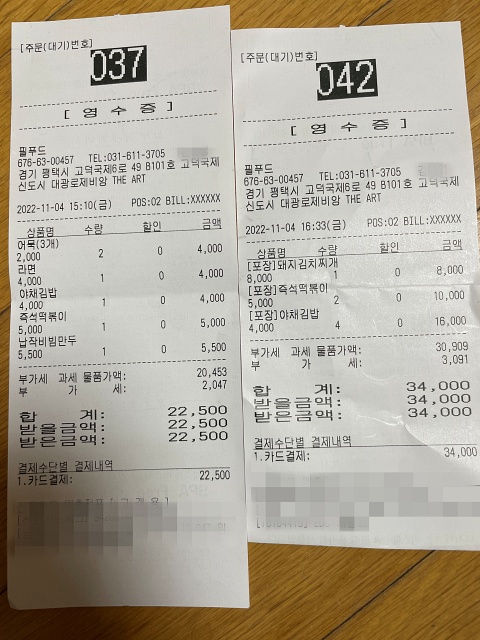 [주문(대기)번호]
037
[ 영 수 증 ]
필푸드
676-63-00457 TEL:031-611-3705
경기 평택시 고덕국제6로 49 B101호 고덕국제
신도시 대광로제비앙 THE ART
2022-11-04 15:10(금) POS:02 BILL:XXXXXX
상품명 수량 할인 금액
어묵(3개)
2,000 2 0 4,000
라면
4,000 1 0 4,000
야채김밥
4,000 1 0 4,000
즉석떡볶이
5,000 1 0 5,000
납작비빔만두
5,500 1 0 5,500
부가세 과세 물품가액: 20,453
부 가 세: 2,047
합 계: 22,500
받을금액: 22,500
받은금액: 22,500
결제수단별 결제내역
1.카드결제: 22,500
[주문(대기)번호]
042
[ 영 수 증 ]
필푸드
676-63-00457 TEL:031-611-3705
경기 평택시 고덕국제6로 49 B101호 고덕국제
신도시 대광로제비앙 THE ART
2022-11-04 16:33(금) POS:02 BILL:XXXXXX
상품명 수량 할인 금액
[포장]돼지김치찌개
8,000 1 0 8,000
[포장]즉석떡볶이
5,000 2 0 10,000
[포장]야채김밥
4,000 4 0 16,000
부가세 과세 물품가액: 30,909
부 가 세: 3,091
합 계: 34,000
받을금액: 34,000
받은금액: 34,000
결제수단별 결제내역
1.카드결제: 34,000